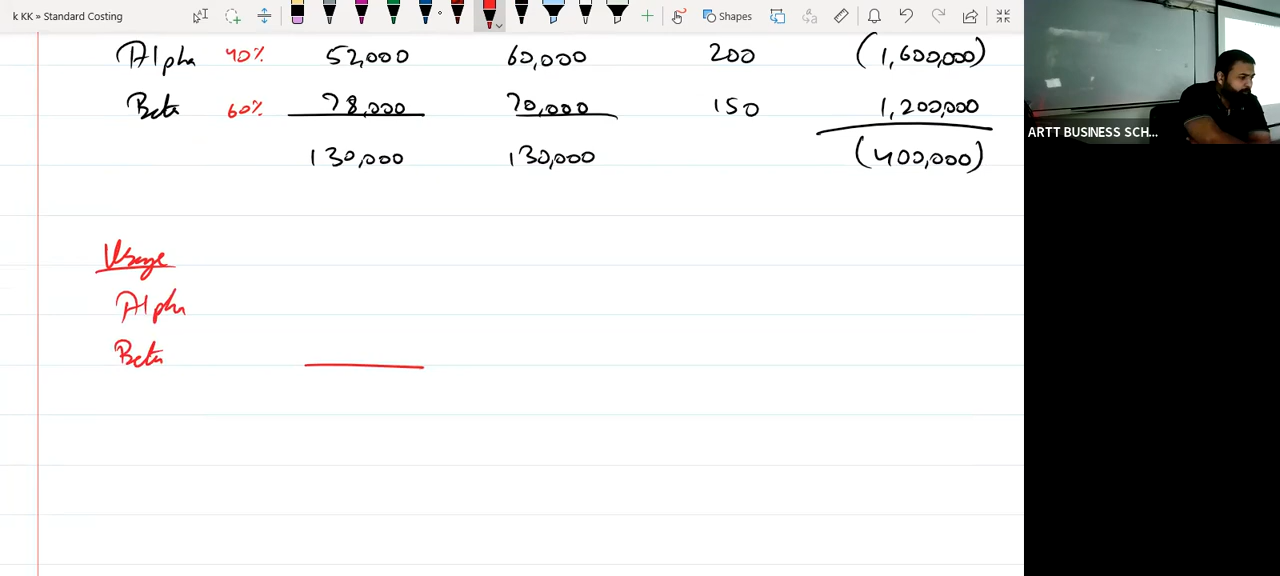 k KK » Standard Costing
Shapes
Alpha 40% 52,000 60,000 200 (1,600,000)
Beta 60% 78,000 70,000 150 1,200,000
130,000 130,000 (400,000)
ARTT BUSINESS SCH...
Usage
Alpha
Beta